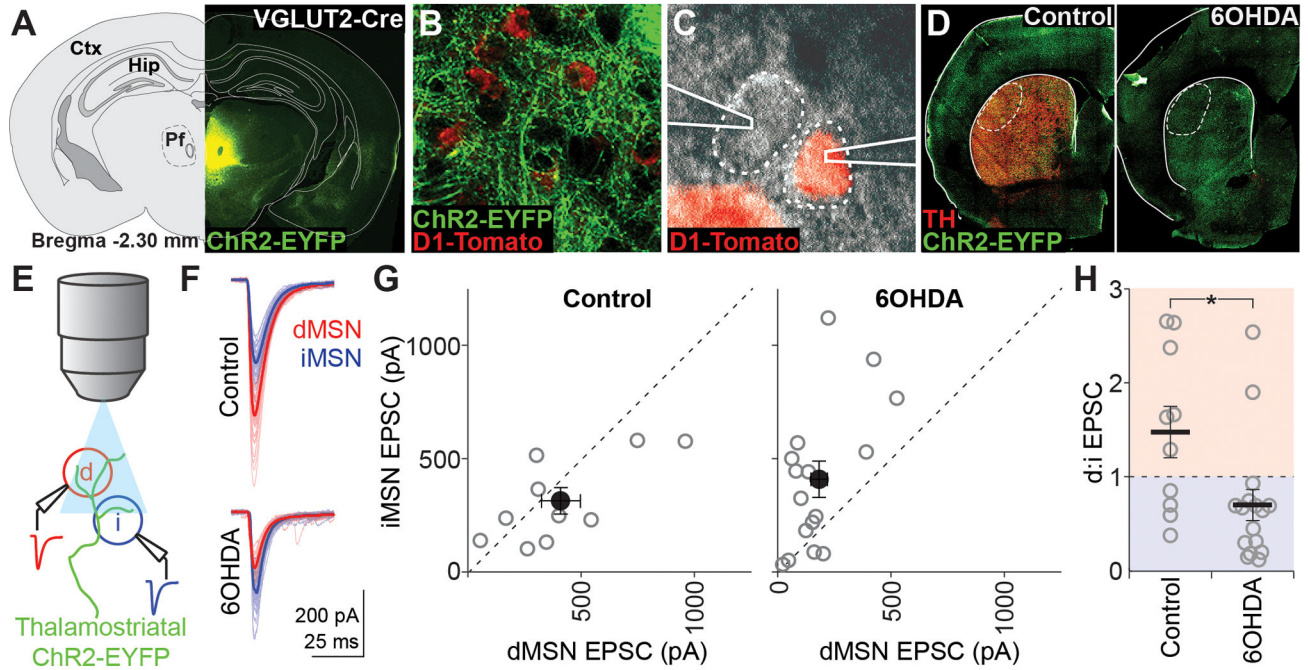 A
VGLUT2-Cre
Ctx
Hip
Pf
Bregma -2.30 mm
ChR2-EYFP
B
ChR2-EYFP
D1-Tomato
C
D1-Tomato
D
Control
6OHDA
TH
ChR2-EYFP
E
d
i
Thalamostriatal
ChR2-EYFP
F
dMSN
iMSN
Control
6OHDA
200 pA
25 ms
G
Control
6OHDA
iMSN EPSC (pA)
1000
500
0
500
1000
0
500
1000
dMSN EPSC (pA)
dMSN EPSC (pA)
H
*
d:i EPSC
3
2
1
0
Control
6OHDA